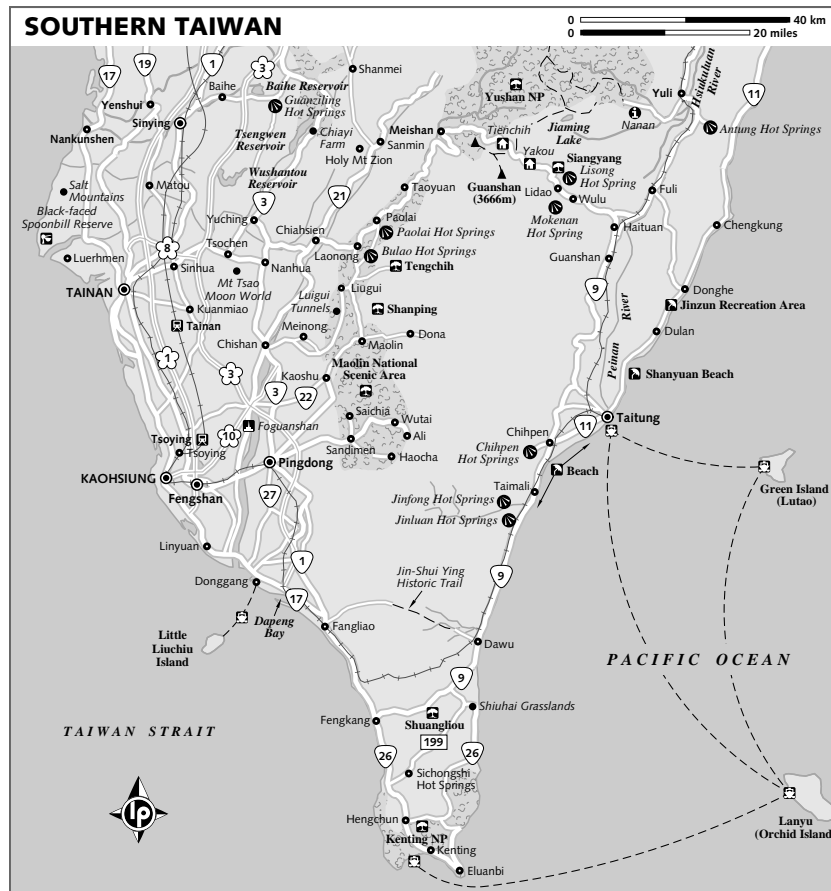 SOUTHERN TAIWAN
0 40 km
0 20 miles
17
19
1
3
Shanmei
Baihe
Baihe Reservoir
Guanziling
Hot Springs
Yenshui
Sinying
Nankunshen
Tsengwen
Reservoir
Chiayi
Farm
Holy Mt Zion
Sanmin
Meishan
Yushan NP
Tienchih
Jiaming
Lake
Yakou
Nanan
Yuli
Hsiukuluan
River
11
Antung Hot Springs
Wushantou
Reservoir
Siangyang
Lisong
Hot Spring
Guanshan
(3666m)
Lidao
Wulu
Fuli
Mokenan
Hot Spring
Haituan
Chengkung
Guanshan
Salt
Mountains
Black-faced
Spoonbill Reserve
Matou
Luerhmen
3
21
Taoyuan
Yuching
Chiahsien
Paolai
Paolai Hot Springs
Laonong
Bulao Hot Springs
Tengchih
8
Tsochen
Sinhua
Nanhua
Mt Tsao
Moon World
TAINAN
Kuanmiao
Tainan
Luigui
Tunnels
Liugui
Shanping
9
Peinan
River
Donghe
Jinzun Recreation Area
Dulan
Meinong
Dona
Chishan
Maolin
1
3
3
22
Kaoshu
Maolin National
Scenic Area
Shanyuan Beach
Saichia
Wutai
Ali
Sandimen
Haocha
10
Foguanshan
Tsoying
Tsoying
KAOHSIUNG
Fengshan
Pingdong
27
11
Taitung
Chihpen
Chihpen
Hot Springs
Beach
Taimali
Jinfong Hot Springs
Jinluan Hot Springs
Green Island
(Lutao)
Linyuan
1
9
Donggang
17
Jin-Shui Ying
Historic Trail
Dapeng
Bay
Fangliao
Dawu
Little
Liuchiu
Island
PACIFIC OCEAN
9
Shiuhai Grasslands
Fengkang
Shuangliou
199
TAIWAN STRAIT
26
26
Sichongshi
Hot Springs
lp
Hengchun
Kenting NP
Kenting
Eluanbi
Lanyu
(Orchid Island)